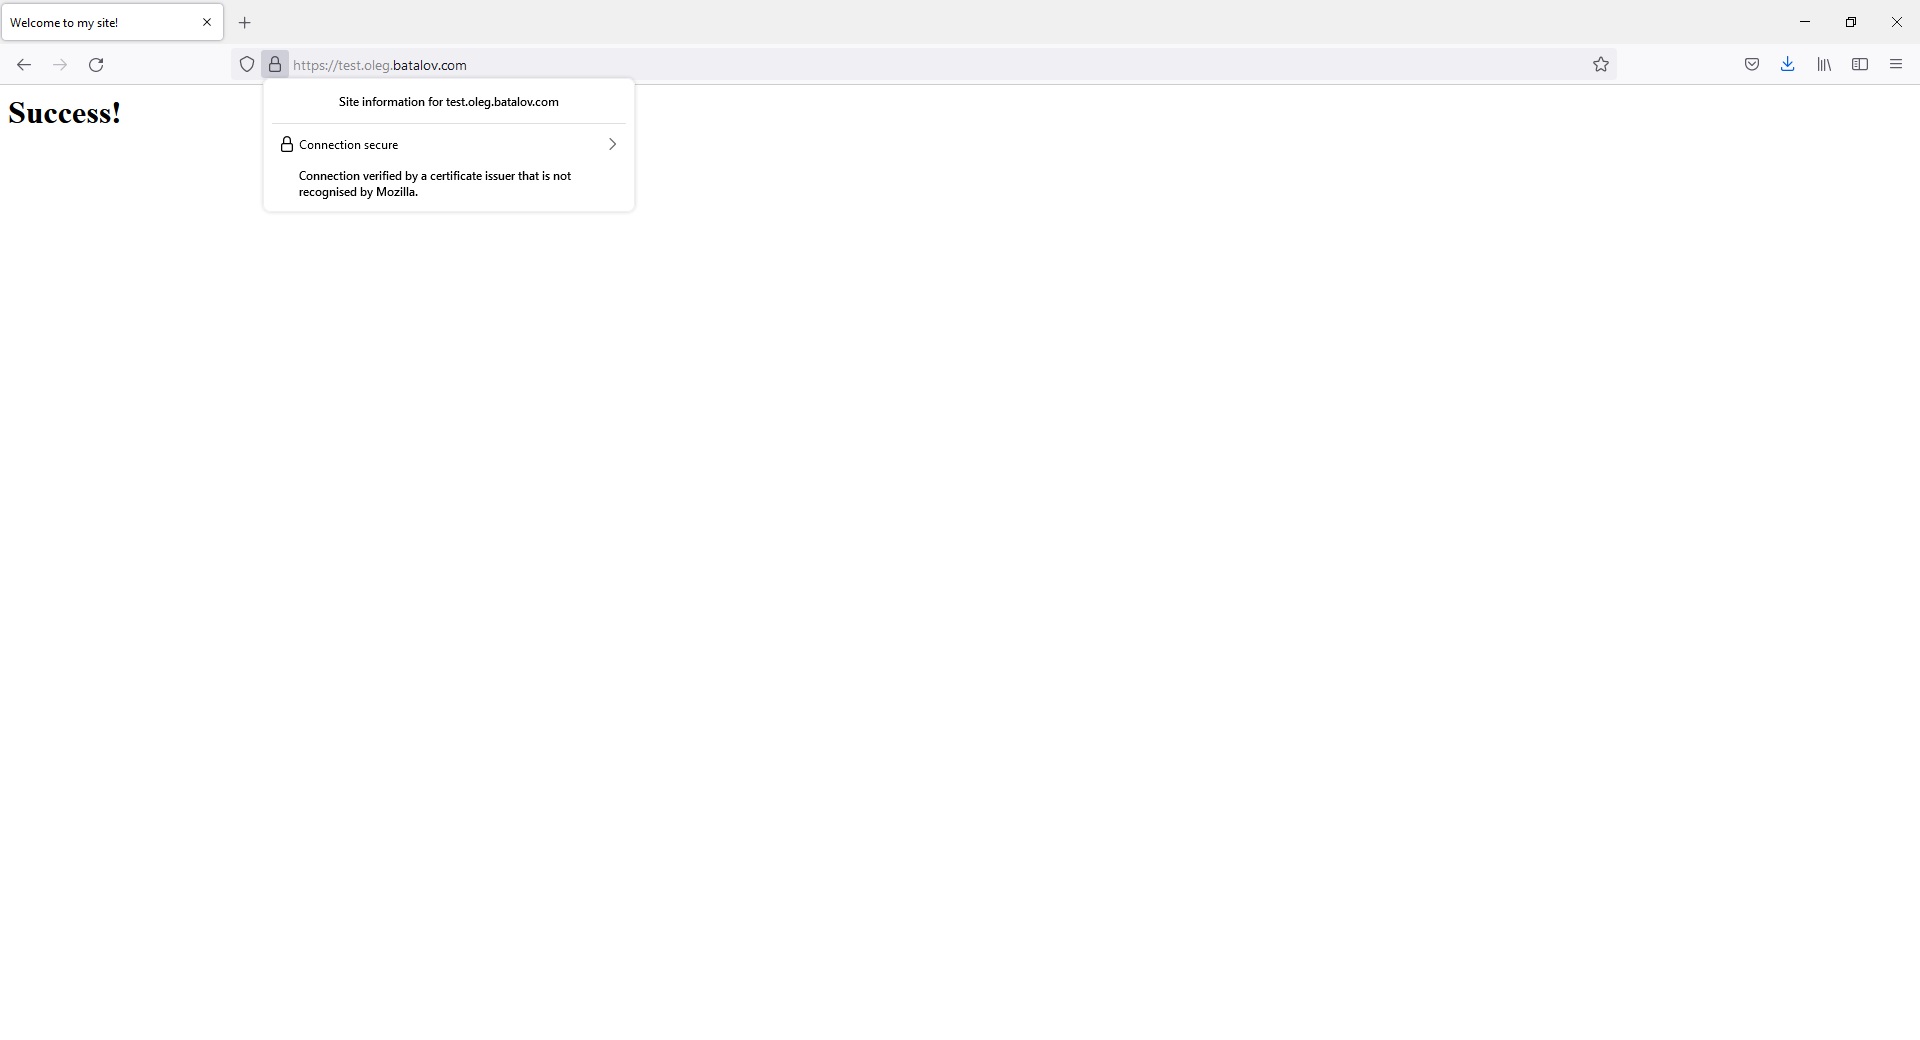 Welcome to my site!
https://test.oleg.batalov.com
Success!
Site information for test.oleg.batalov.com
Connection secure
Connection verified by a certificate issuer that is not
recognised by Mozilla.